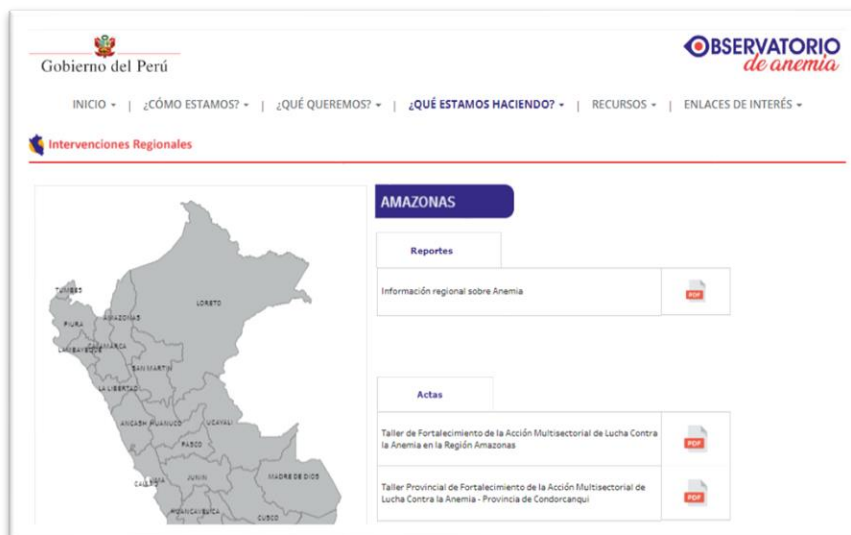 Gobierno del Perú
OBSERVATORIO
de anemia
INICIO | ¿CÓMO ESTAMOS? | ¿QUÉ QUEREMOS? | ¿QUÉ ESTAMOS HACIENDO? | RECURSOS | ENLACES DE INTERÉS
Intervenciones Regionales
AMAZONAS
Reportes
Información regional sobre Anemia
PDF
Actas
Taller de Fortalecimiento de la Acción Multisectorial de Lucha Contra
la Anemia en la Región Amazonas
PDF
Taller Provincial de Fortalecimiento de la Acción Multisectorial de
Lucha Contra la Anemia - Provincia de Condorcanqui
PDF
TUMBES
LORETO
PIURA
AMAZONAS
LAMBAYEQUE
CAJAMARCA
SAN MARTIN
LA LIBERTAD
ANCASH
HUANUCO
UCAYALI
PASCO
CALLAO
LIMA
JUNIN
MADRE DE DIOS
HUANCAVELICA
CUSCO